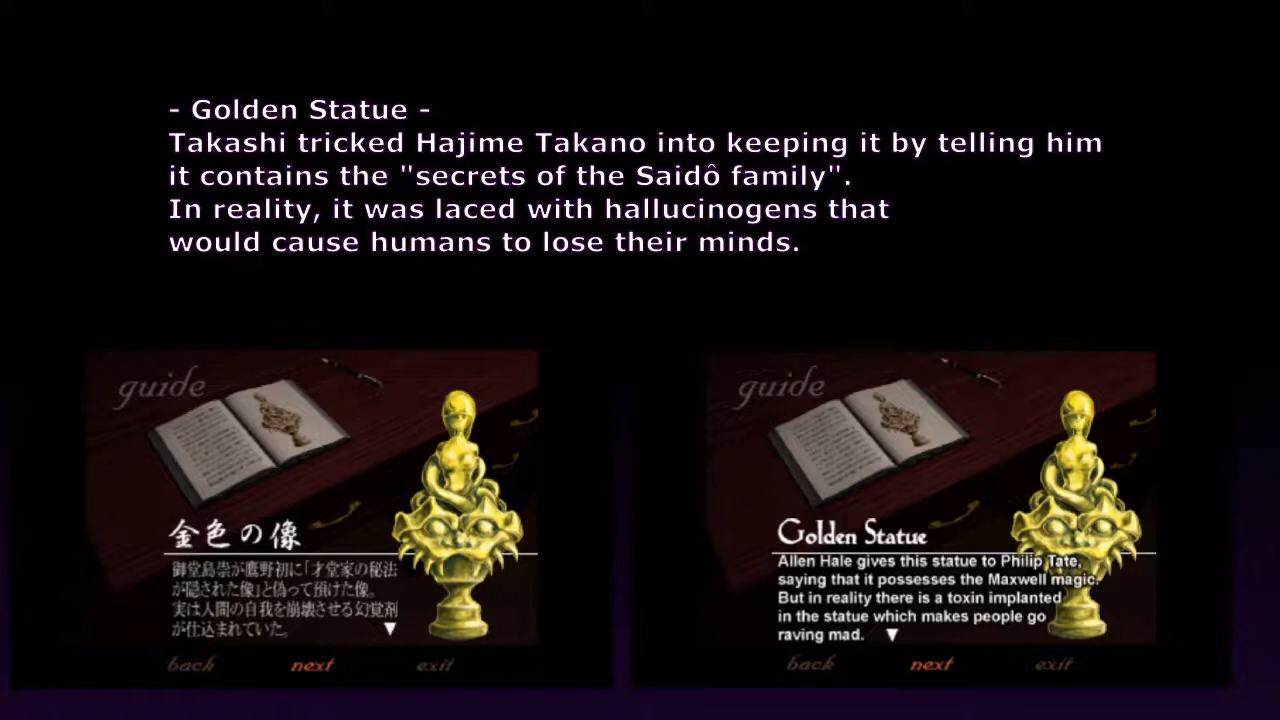 - Golden Statue -
Takashi tricked Hajime Takano into keeping it by telling him
it contains the "secrets of the Saidô family".
In reality, it was laced with hallucinogens that
would cause humans to lose their minds.
guide
金色の像
御堂島崇が鷹野初に「才堂家の秘法
が隠された像」と偽って預けた像。
実は人間の自我を崩壊させる幻覚剤
が仕込まれていた。 ▼
back next exit
guide
Golden Statue
Allen Hale gives this statue to Philip Tate,
saying that it possesses the Maxwell magic.
But in reality there is a toxin implanted
in the statue which makes people go
raving mad. ▼
back next exit